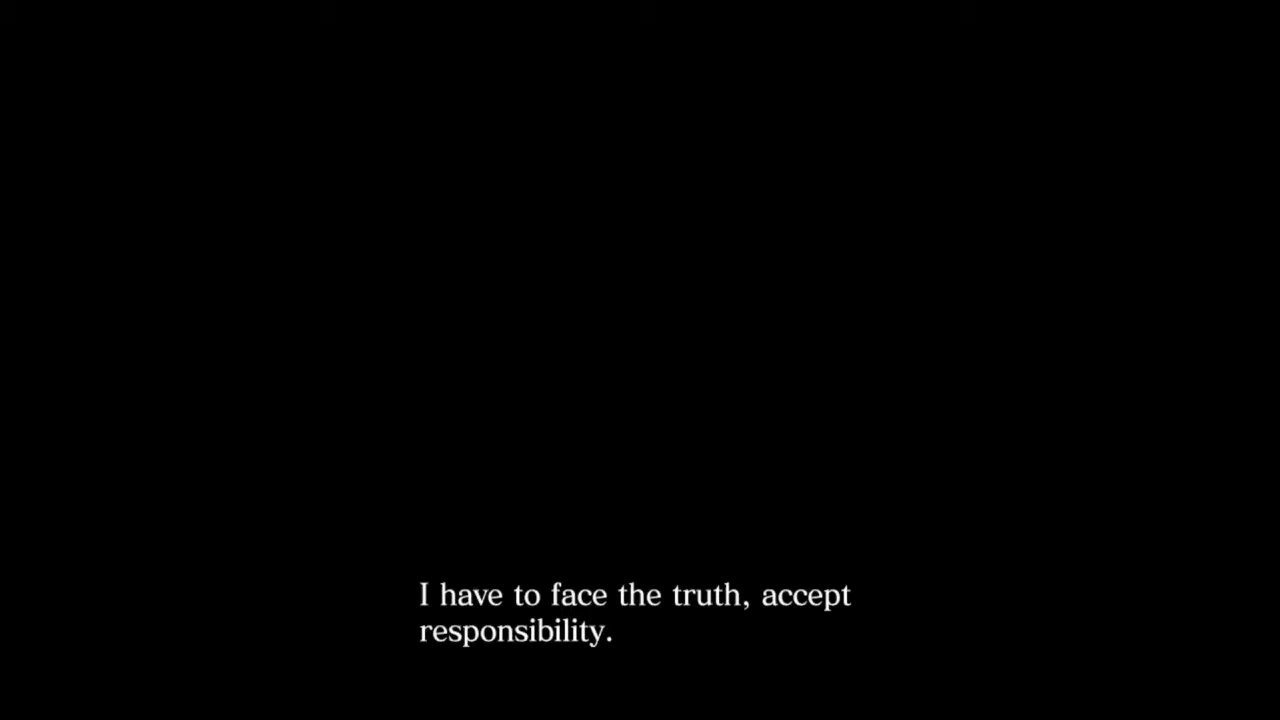 I have to face the truth, accept
responsibility.